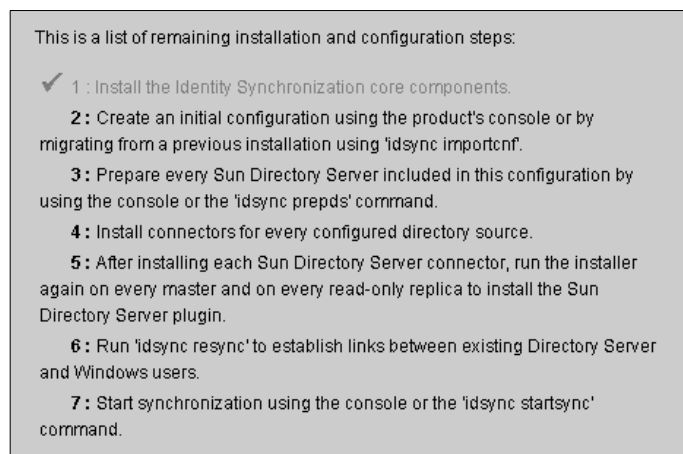 This is a list of remaining installation and configuration steps:
✔ 1 : Install the Identity Synchronization core components.
2 : Create an initial configuration using the product's console or by
migrating from a previous installation using 'idsync importcnf'.
3 : Prepare every Sun Directory Server included in this configuration by
using the console or the 'idsync prepds' command.
4 : Install connectors for every configured directory source.
5 : After installing each Sun Directory Server connector, run the installer
again on every master and on every read-only replica to install the Sun
Directory Server plugin.
6 : Run 'idsync resync' to establish links between existing Directory Server
and Windows users.
7 : Start synchronization using the console or the 'idsync startsync'
command.